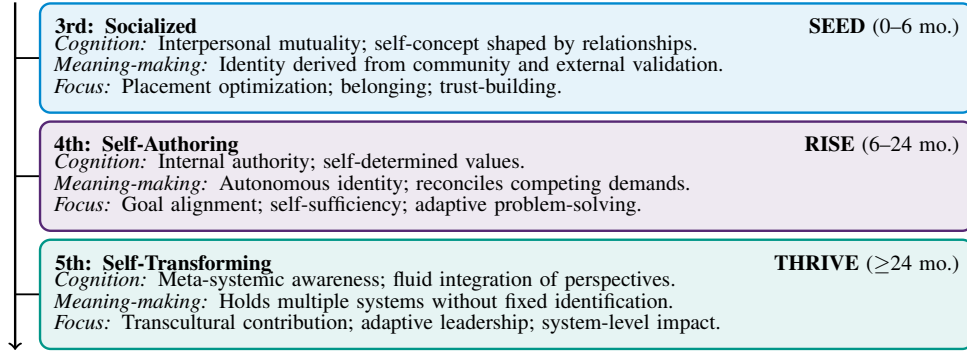 3rd: Socialized SEED (0–6 mo.)
Cognition: Interpersonal mutuality; self-concept shaped by relationships.
Meaning-making: Identity derived from community and external validation.
Focus: Placement optimization; belonging; trust-building.
4th: Self-Authoring RISE (6–24 mo.)
Cognition: Internal authority; self-determined values.
Meaning-making: Autonomous identity; reconciles competing demands.
Focus: Goal alignment; self-sufficiency; adaptive problem-solving.
5th: Self-Transforming THRIVE (≥24 mo.)
Cognition: Meta-systemic awareness; fluid integration of perspectives.
Meaning-making: Holds multiple systems without fixed identification.
Focus: Transcultural contribution; adaptive leadership; system-level impact.